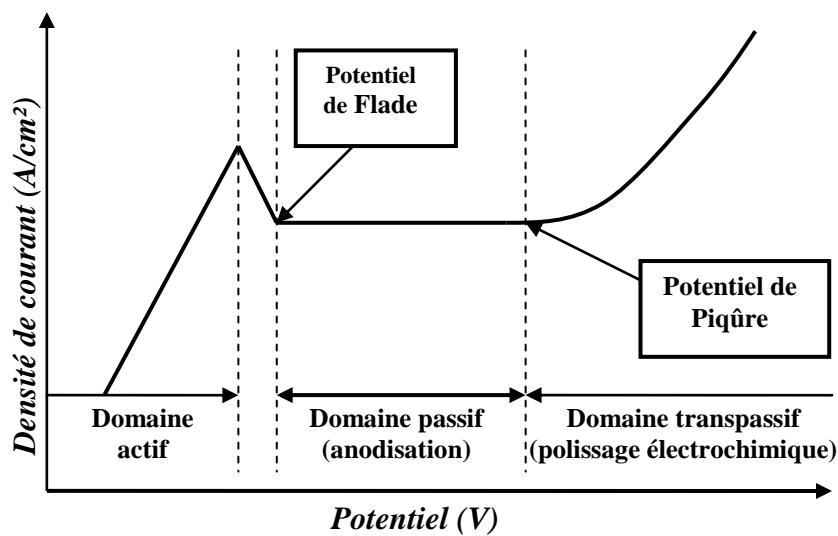 Densité de courant (A/cm²)
Potentiel
de Flade
Potentiel de
Piqûre
Domaine
actif
Domaine passif
(anodisation)
Domaine transpassif
(polissage électrochimique)
Potentiel (V)